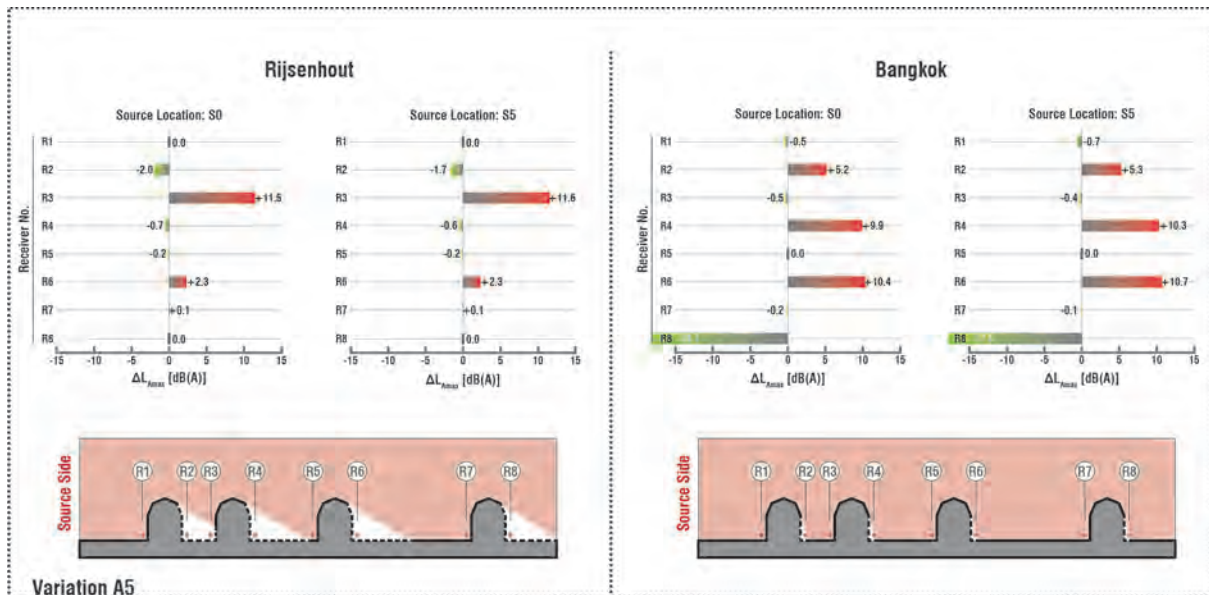 Rijsenhout
Bangkok
Source Location: S0
Source Location: S5
Source Location: S0
Source Location: S5
Receiver No.
R1 0.0
R2 -2.0
R3 +11.5
R4 -0.7
R5 -0.2
R6 +2.3
R7 +0.1
R8 0.0
-15 -10 -5 0 5 10 15
ΔLAmax [dB(A)]
R1 0.0
R2 -1.7
R3 +11.6
R4 -0.6
R5 -0.2
R6 +2.3
R7 +0.1
R8 0.0
-15 -10 -5 0 5 10 15
ΔLAmax [dB(A)]
Receiver No.
R1 -0.5
R2 +5.2
R3 -0.5
R4 +9.9
R5 0.0
R6 +10.4
R7 -0.2
R8
-15 -10 -5 0 5 10 15
ΔLAmax [dB(A)]
R1 -0.7
R2 +5.3
R3 -0.4
R4 +10.3
R5 0.0
R6 +10.7
R7 -0.1
R8
-15 -10 -5 0 5 10 15
ΔLAmax [dB(A)]
Source Side
R1 R2 R3 R4 R5 R6 R7 R8
Source Side
R1 R2 R3 R4 R5 R6 R7 R8
Variation A5